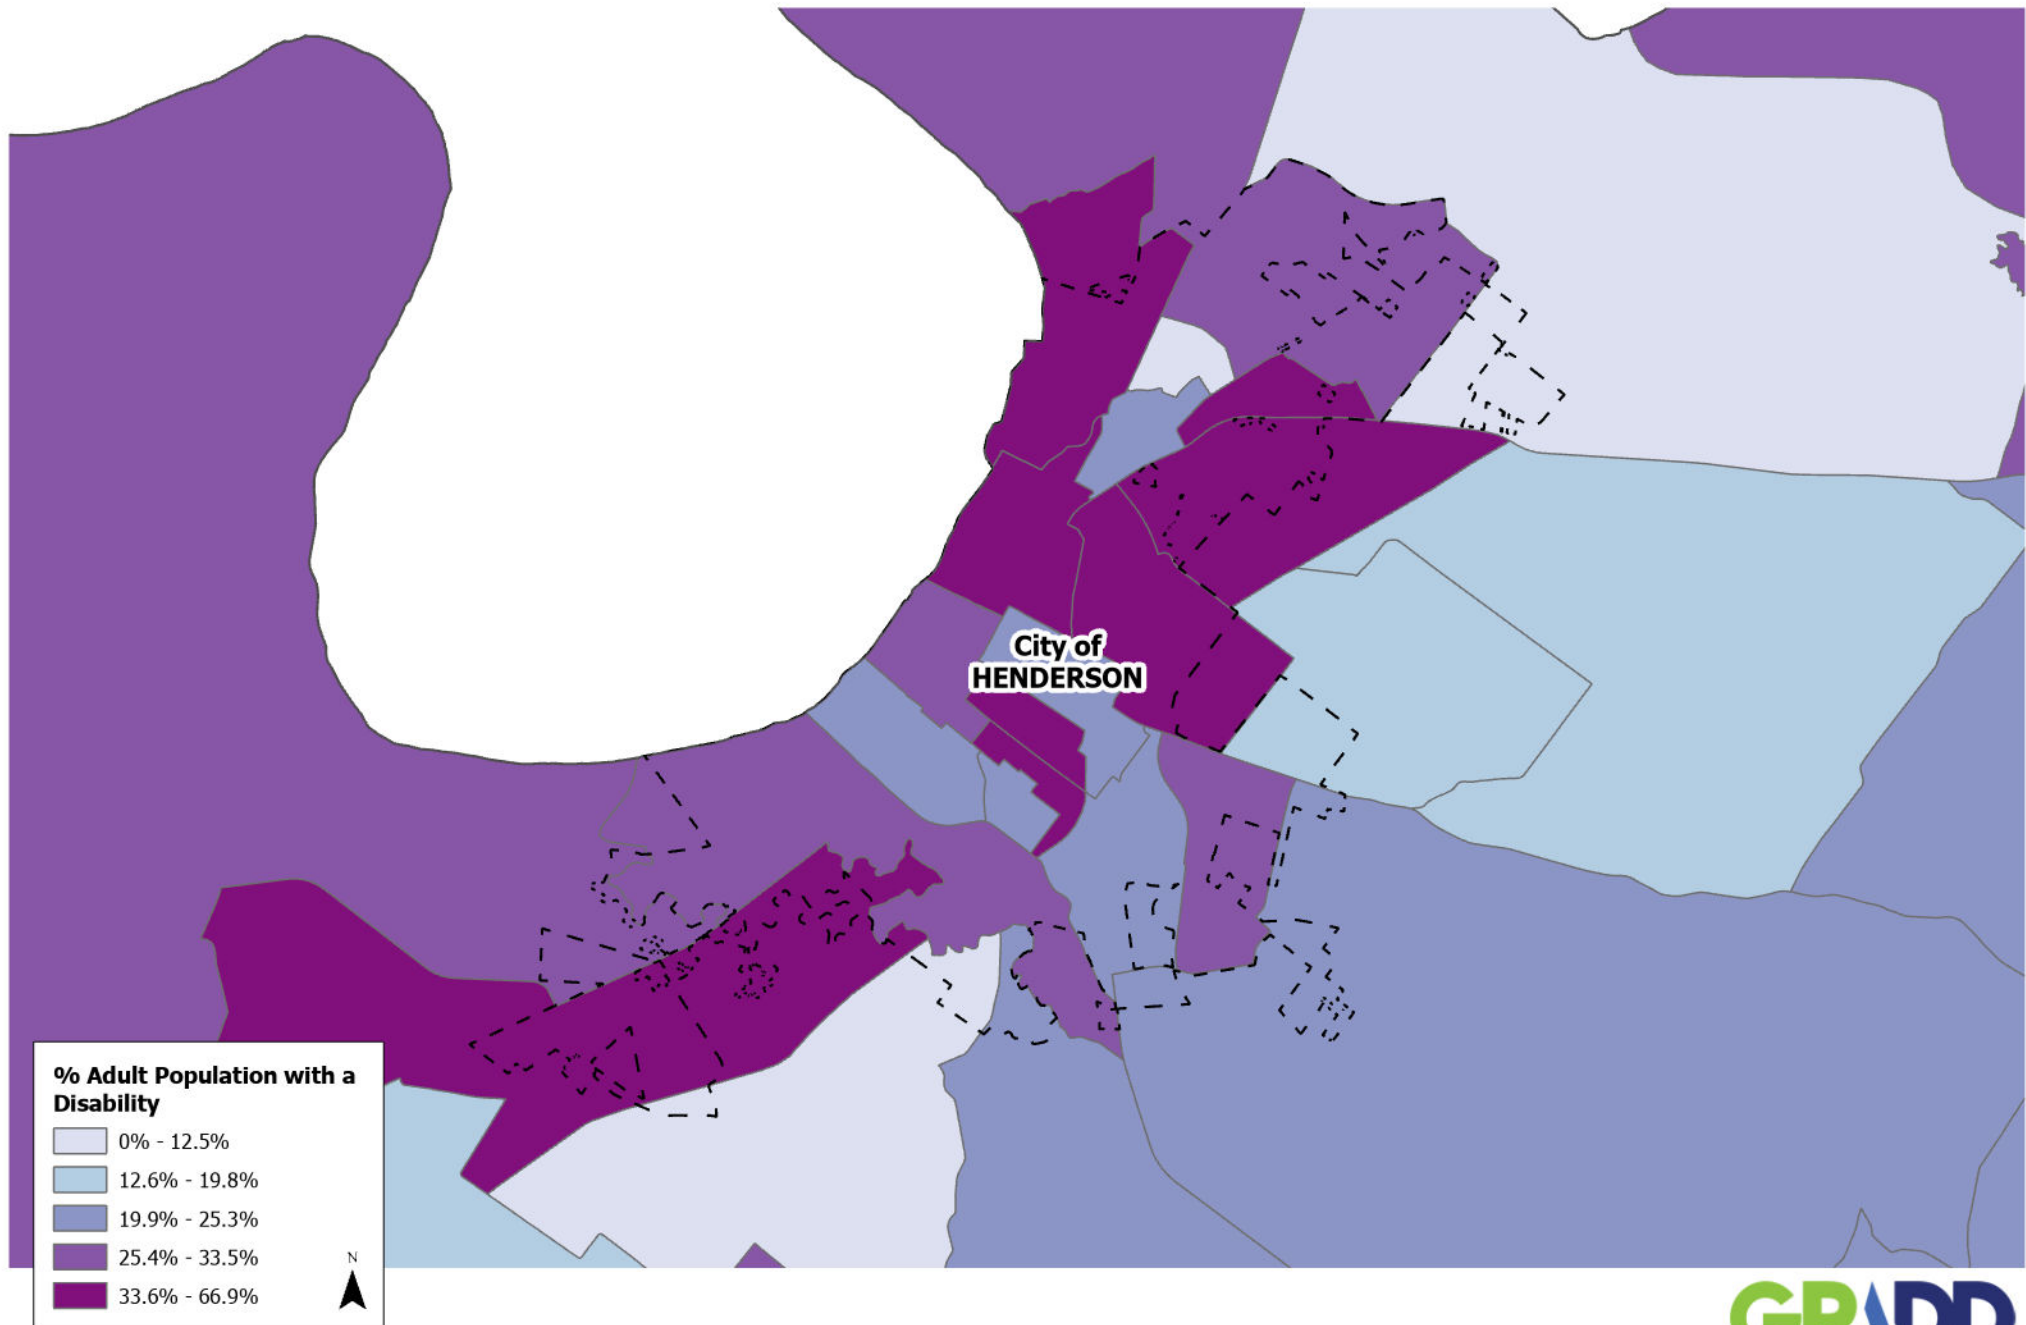 City of
HENDERSON
% Adult Population with a
Disability
0% - 12.5%
12.6% - 19.8%
19.9% - 25.3%
25.4% - 33.5%
33.6% - 66.9%
N
GRADD